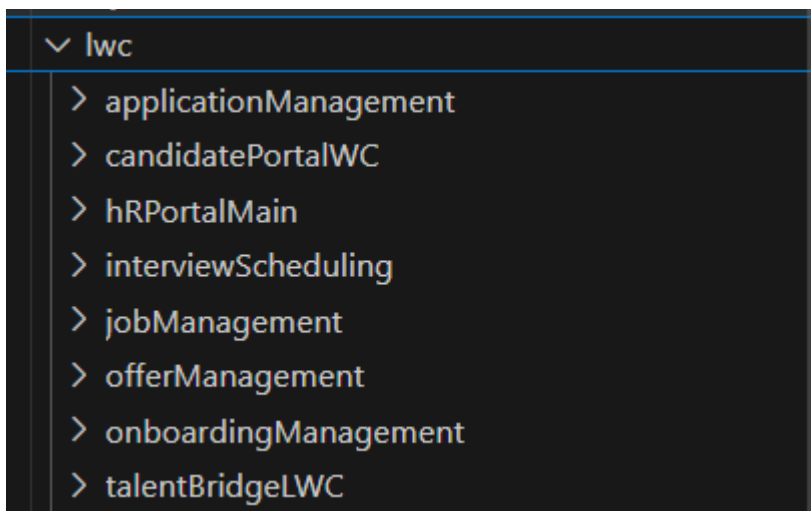 lwc
applicationManagement
candidatePortalWC
hRPortalMain
interviewScheduling
jobManagement
offerManagement
onboardingManagement
talentBridgeLWC